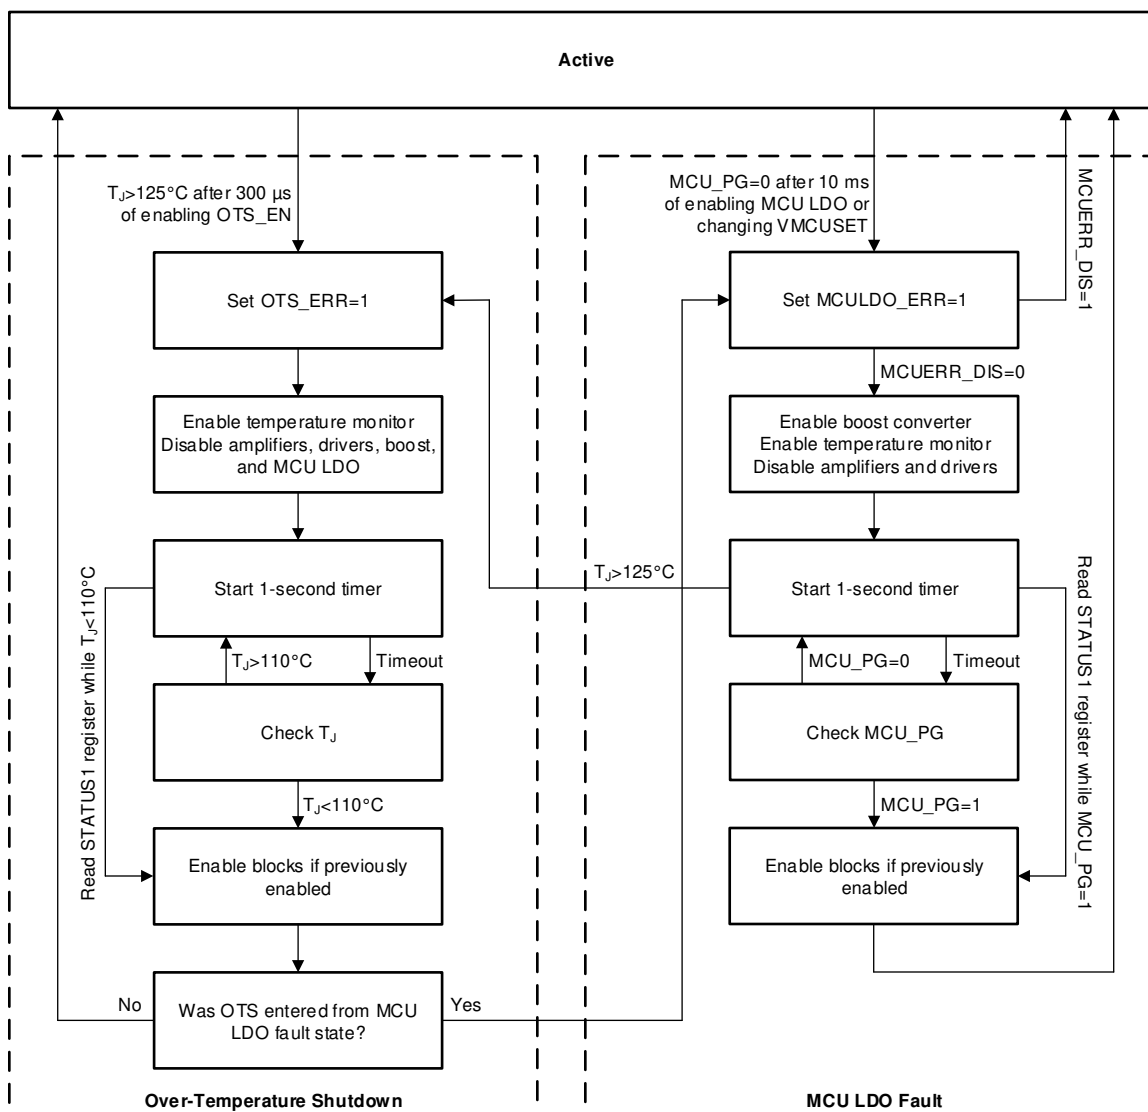 Active
TJ>125°C after 300 µs
of enabling OTS_EN
MCU_PG=0 after 10 ms
of enabling MCU LDO or
changing VMCUSET
MCUERR_DIS=1
Set OTS_ERR=1
Set MCULDO_ERR=1
MCUERR_DIS=0
Enable temperature monitor
Disable amplifiers, drivers, boost,
and MCU LDO
Enable boost converter
Enable temperature monitor
Disable amplifiers and drivers
Start 1-second timer
TJ>125°C
Start 1-second timer
Read STATUS1 register while TJ<110°C
TJ>110°C
Timeout
MCU_PG=0
Timeout
Read STATUS1 register while MCU_PG=1
Check TJ
Check MCU_PG
TJ<110°C
MCU_PG=1
Enable blocks if previously
enabled
Enable blocks if previously
enabled
No
Was OTS entered from MCU
LDO fault state?
Yes
Over-Temperature Shutdown
MCU LDO Fault